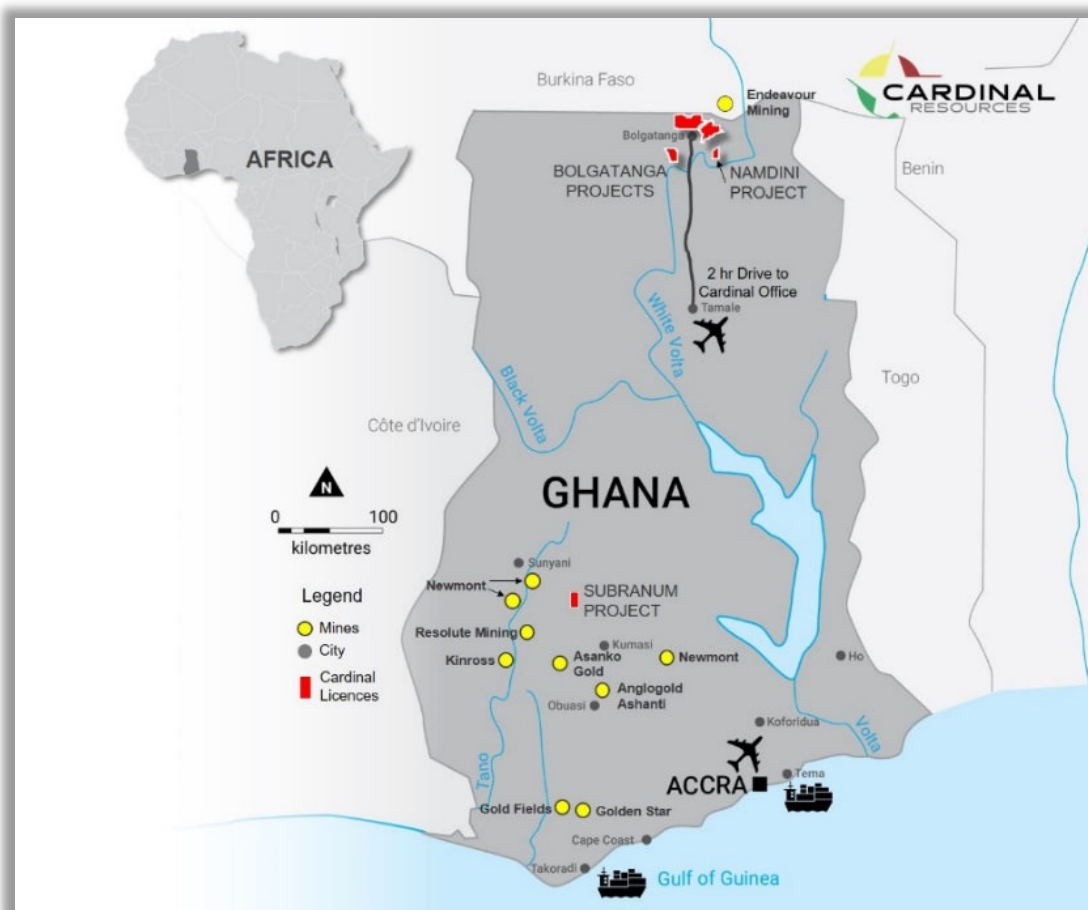 Burkina Faso
Endeavour
Mining
CARDINAL
RESOURCES
AFRICA
Bolgatanga
BOLGATANGA
PROJECTS
NAMDINI
PROJECT
Benin
2 hr Drive to
Cardinal Office
Tamale
White Volta
Black Volta
Togo
Côte d'Ivoire
GHANA
N
0 100
kilometres
Legend
Mines
City
Cardinal
Licences
Sunyani
Newmont
SUBRANUM
PROJECT
Resolute Mining
Kumasi
Kinross
Asanko
Gold
Newmont
Ho
Anglogold
Ashanti
Obuasi
Koforidua
Volta
Tano
Tema
ACCRA
Gold Fields
Golden Star
Cape Coast
Takoradi
Gulf of Guinea